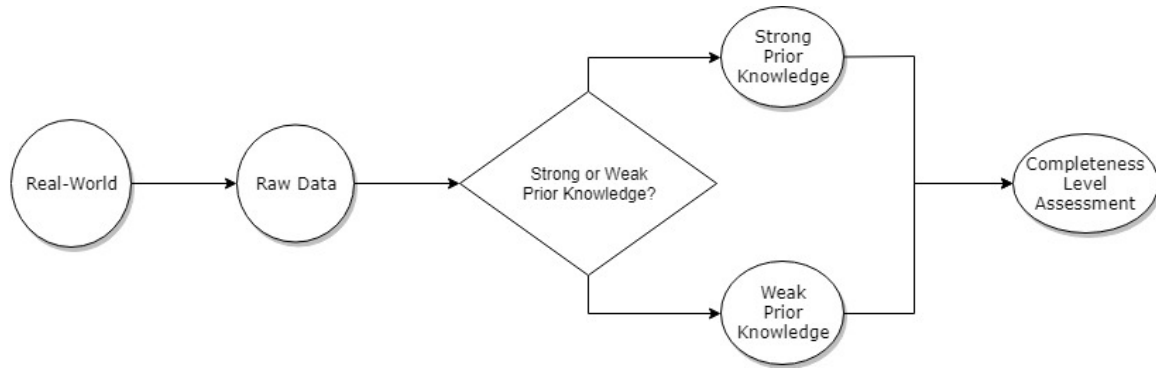 Real-World
Raw Data
Strong or Weak
Prior Knowledge?
Strong
Prior
Knowledge
Weak
Prior
Knowledge
Completeness
Level
Assessment